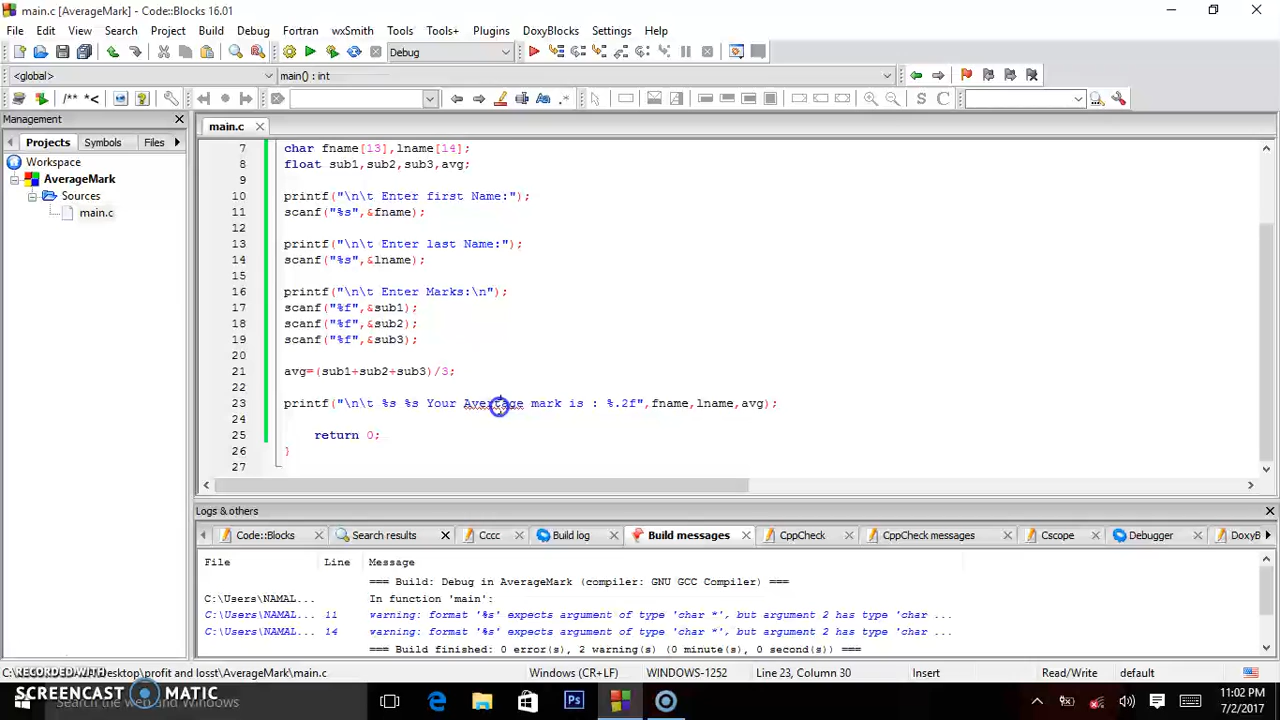 main.c [AverageMark] - Code::Blocks 16.01
File Edit View Search Project Build Debug Fortran wxSmith Tools Tools+ Plugins DoxyBlocks Settings Help
Debug
<global> main() : int
/** *< S C
Management
Projects Symbols Files
Workspace
AverageMark
Sources
main.c
main.c
7 char fname[13],lname[14];
8 float sub1,sub2,sub3,avg;
9
10 printf("\n\t Enter first Name:");
11 scanf("%s",&fname);
12
13 printf("\n\t Enter last Name:");
14 scanf("%s",&lname);
15
16 printf("\n\t Enter Marks:\n");
17 scanf("%f",&sub1);
18 scanf("%f",&sub2);
19 scanf("%f",&sub3);
20
21 avg=(sub1+sub2+sub3)/3;
22
23 printf("\n\t %s %s Your mark is : %.2f",fname,lname,avg);
24
25 return 0;
26 }
27
Logs & others
Code::Blocks Search results Cccc Build log Build messages CppCheck CppCheck messages Cscope Debugger DoxyB
File Line Message
=== Build: Debug in AverageMark (compiler: GNU GCC Compiler) ===
C:\Users\NAMAL... In function 'main':
C:\Users\NAMAL... 11 warning: format '%s' expects argument of type 'char *', but argument 2 has type 'char ...
C:\Users\NAMAL... 14 warning: format '%s' expects argument of type 'char *', but argument 2 has type 'char ...
=== Build finished: 0 error(s), 2 warning(s) (0 minute(s), 0 second(s)) ===
RECORDED WITH
esktop\profit and losst\AverageMark\main.c Windows (CR+LF) WINDOWS-1252 Line 23, Column 30 Insert Read/Write default
SCREENCAST MATIC
Search the web and Windows
11:02 PM
7/2/2017